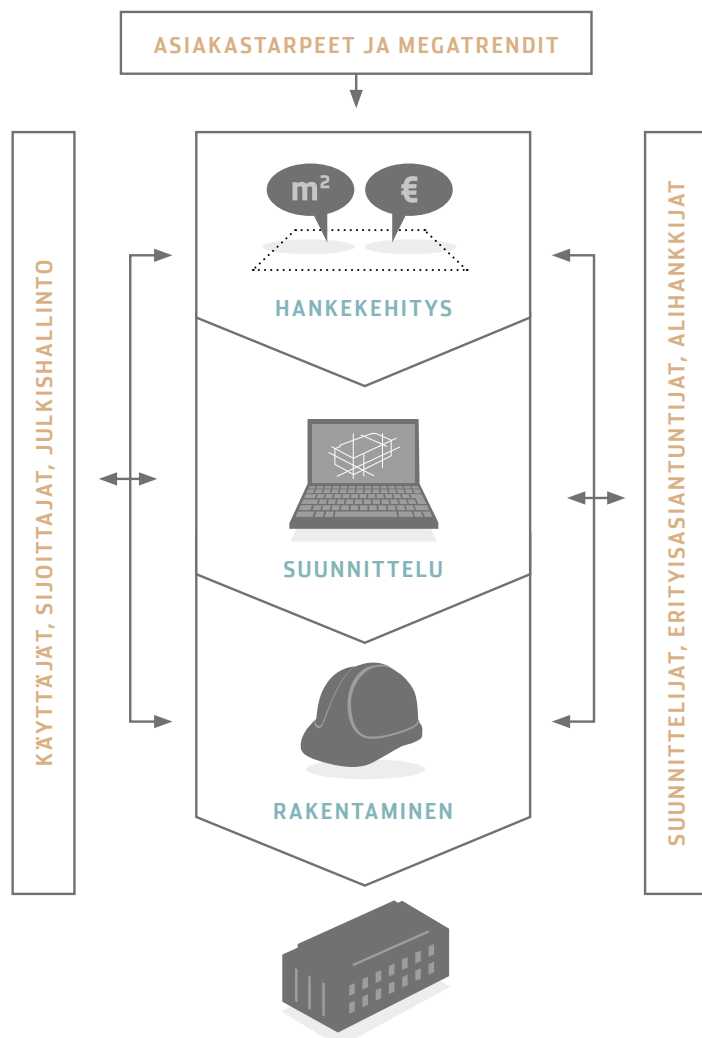 ASIAKASTARPEET JA MEGATRENDIT
KÄYTTÄJÄT, SIJOITTAJAT, JULKISHALLINTO
m²
€
HANKEKEHITYS
SUUNNITTELU
RAKENTAMINEN
SUUNNITTELIJAT, ERITYISASIANTUNTIJAT, ALIHANKKIJAT